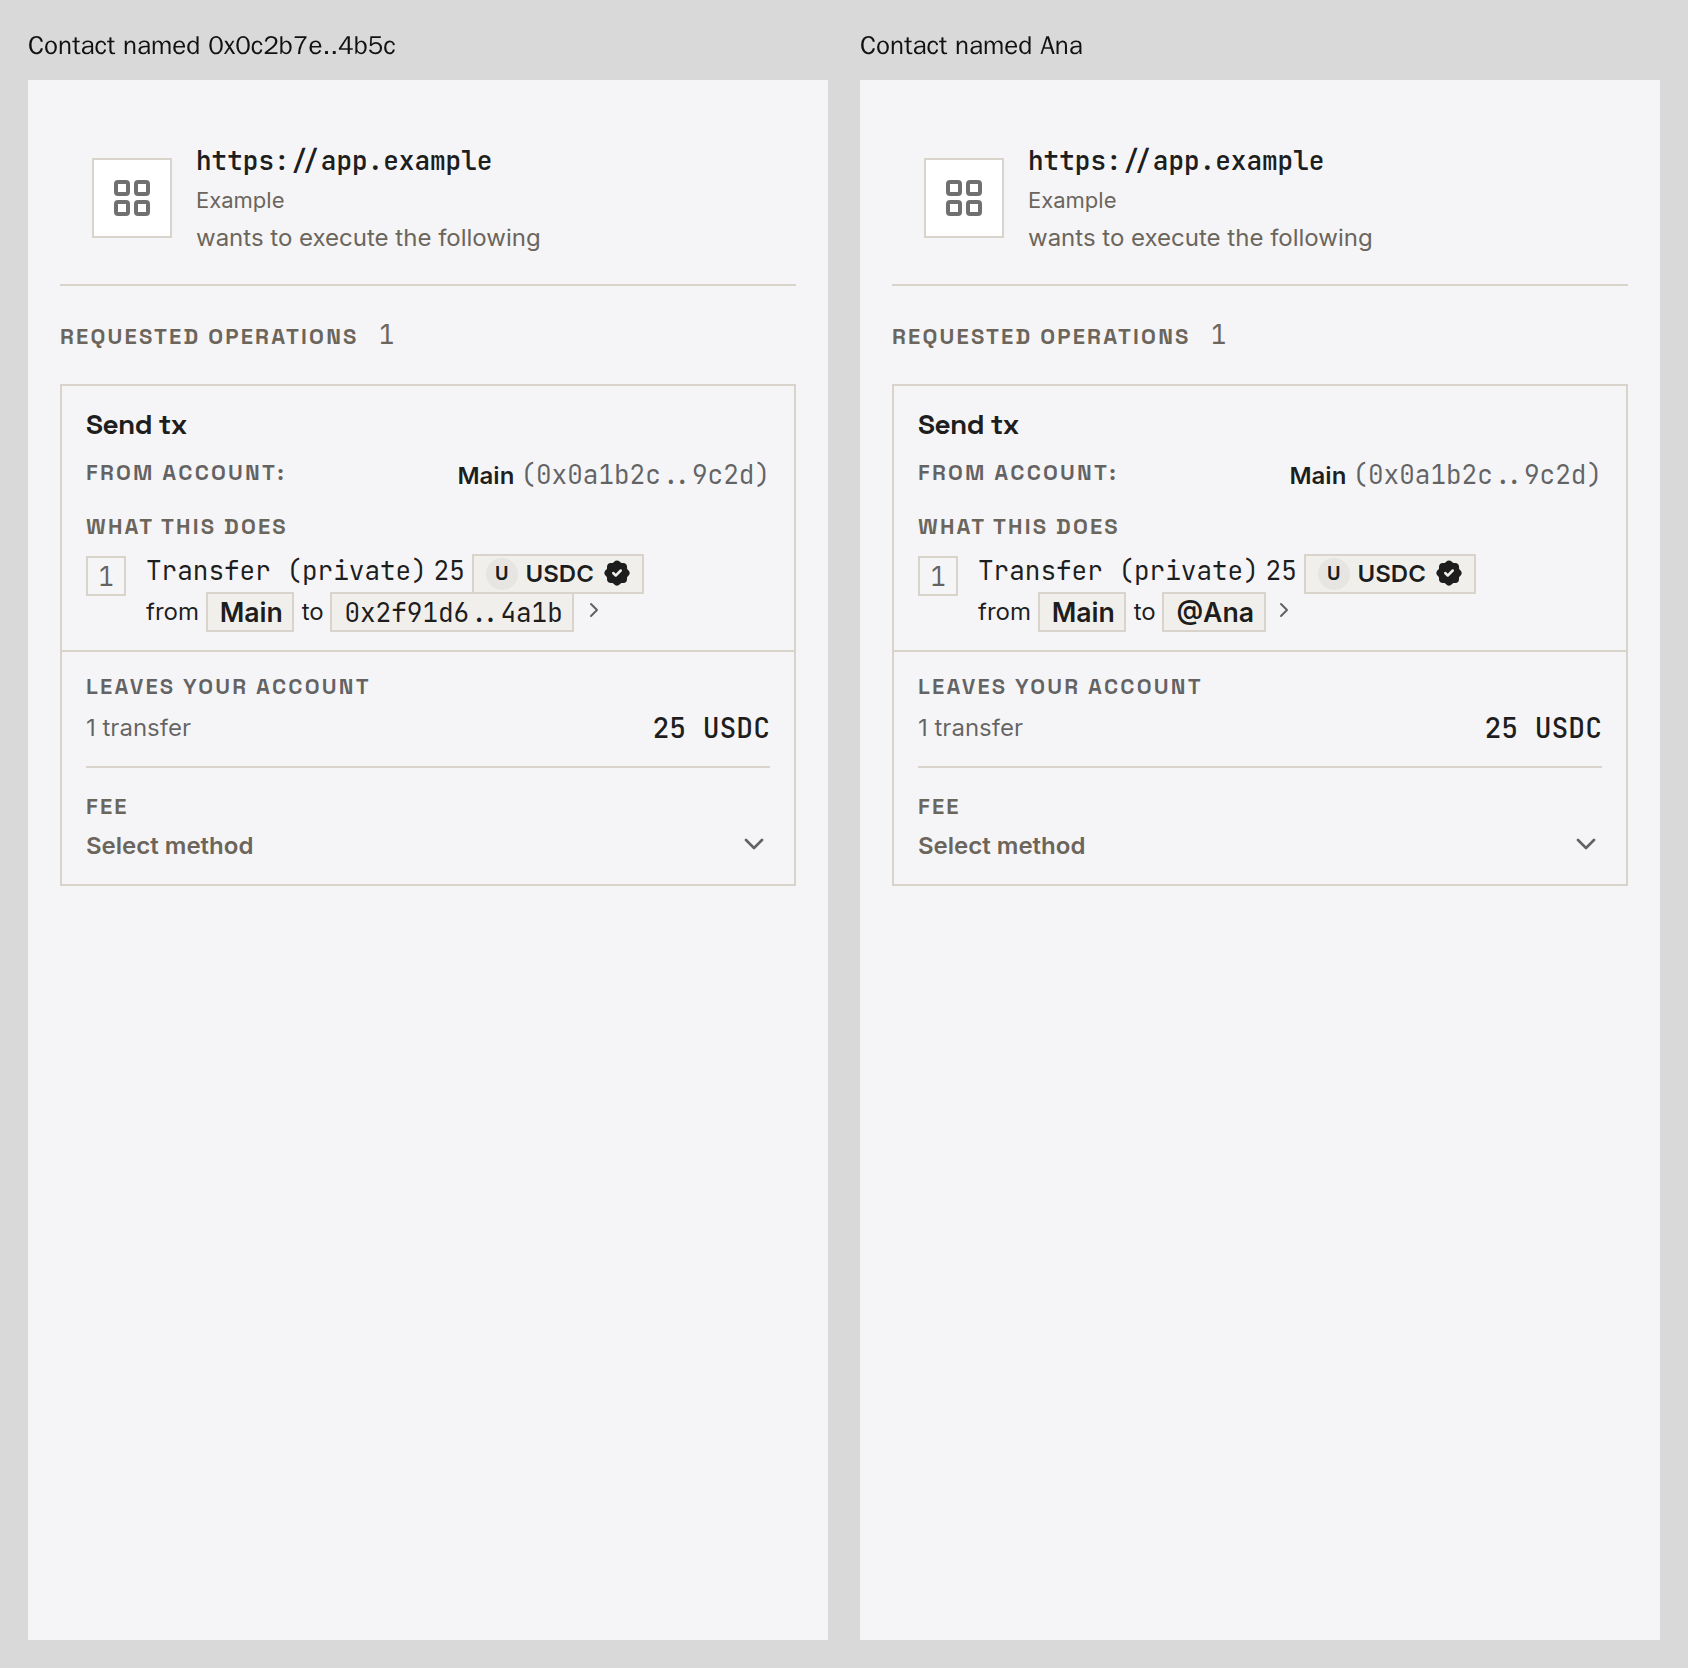 Contact named 0x0c2b7e..4b5c
https://app.example
Example
wants to execute the following
REQUESTED OPERATIONS 1
Send tx
FROM ACCOUNT: Main (0x0a1b2c..9c2d)
WHAT THIS DOES
1 Transfer (private) 25 U USDC
from Main to 0x2f91d6..4a1b
LEAVES YOUR ACCOUNT
1 transfer 25 USDC
FEE
Select method
Contact named Ana
https://app.example
Example
wants to execute the following
REQUESTED OPERATIONS 1
Send tx
FROM ACCOUNT: Main (0x0a1b2c..9c2d)
WHAT THIS DOES
1 Transfer (private) 25 U USDC
from Main to @Ana
LEAVES YOUR ACCOUNT
1 transfer 25 USDC
FEE
Select method